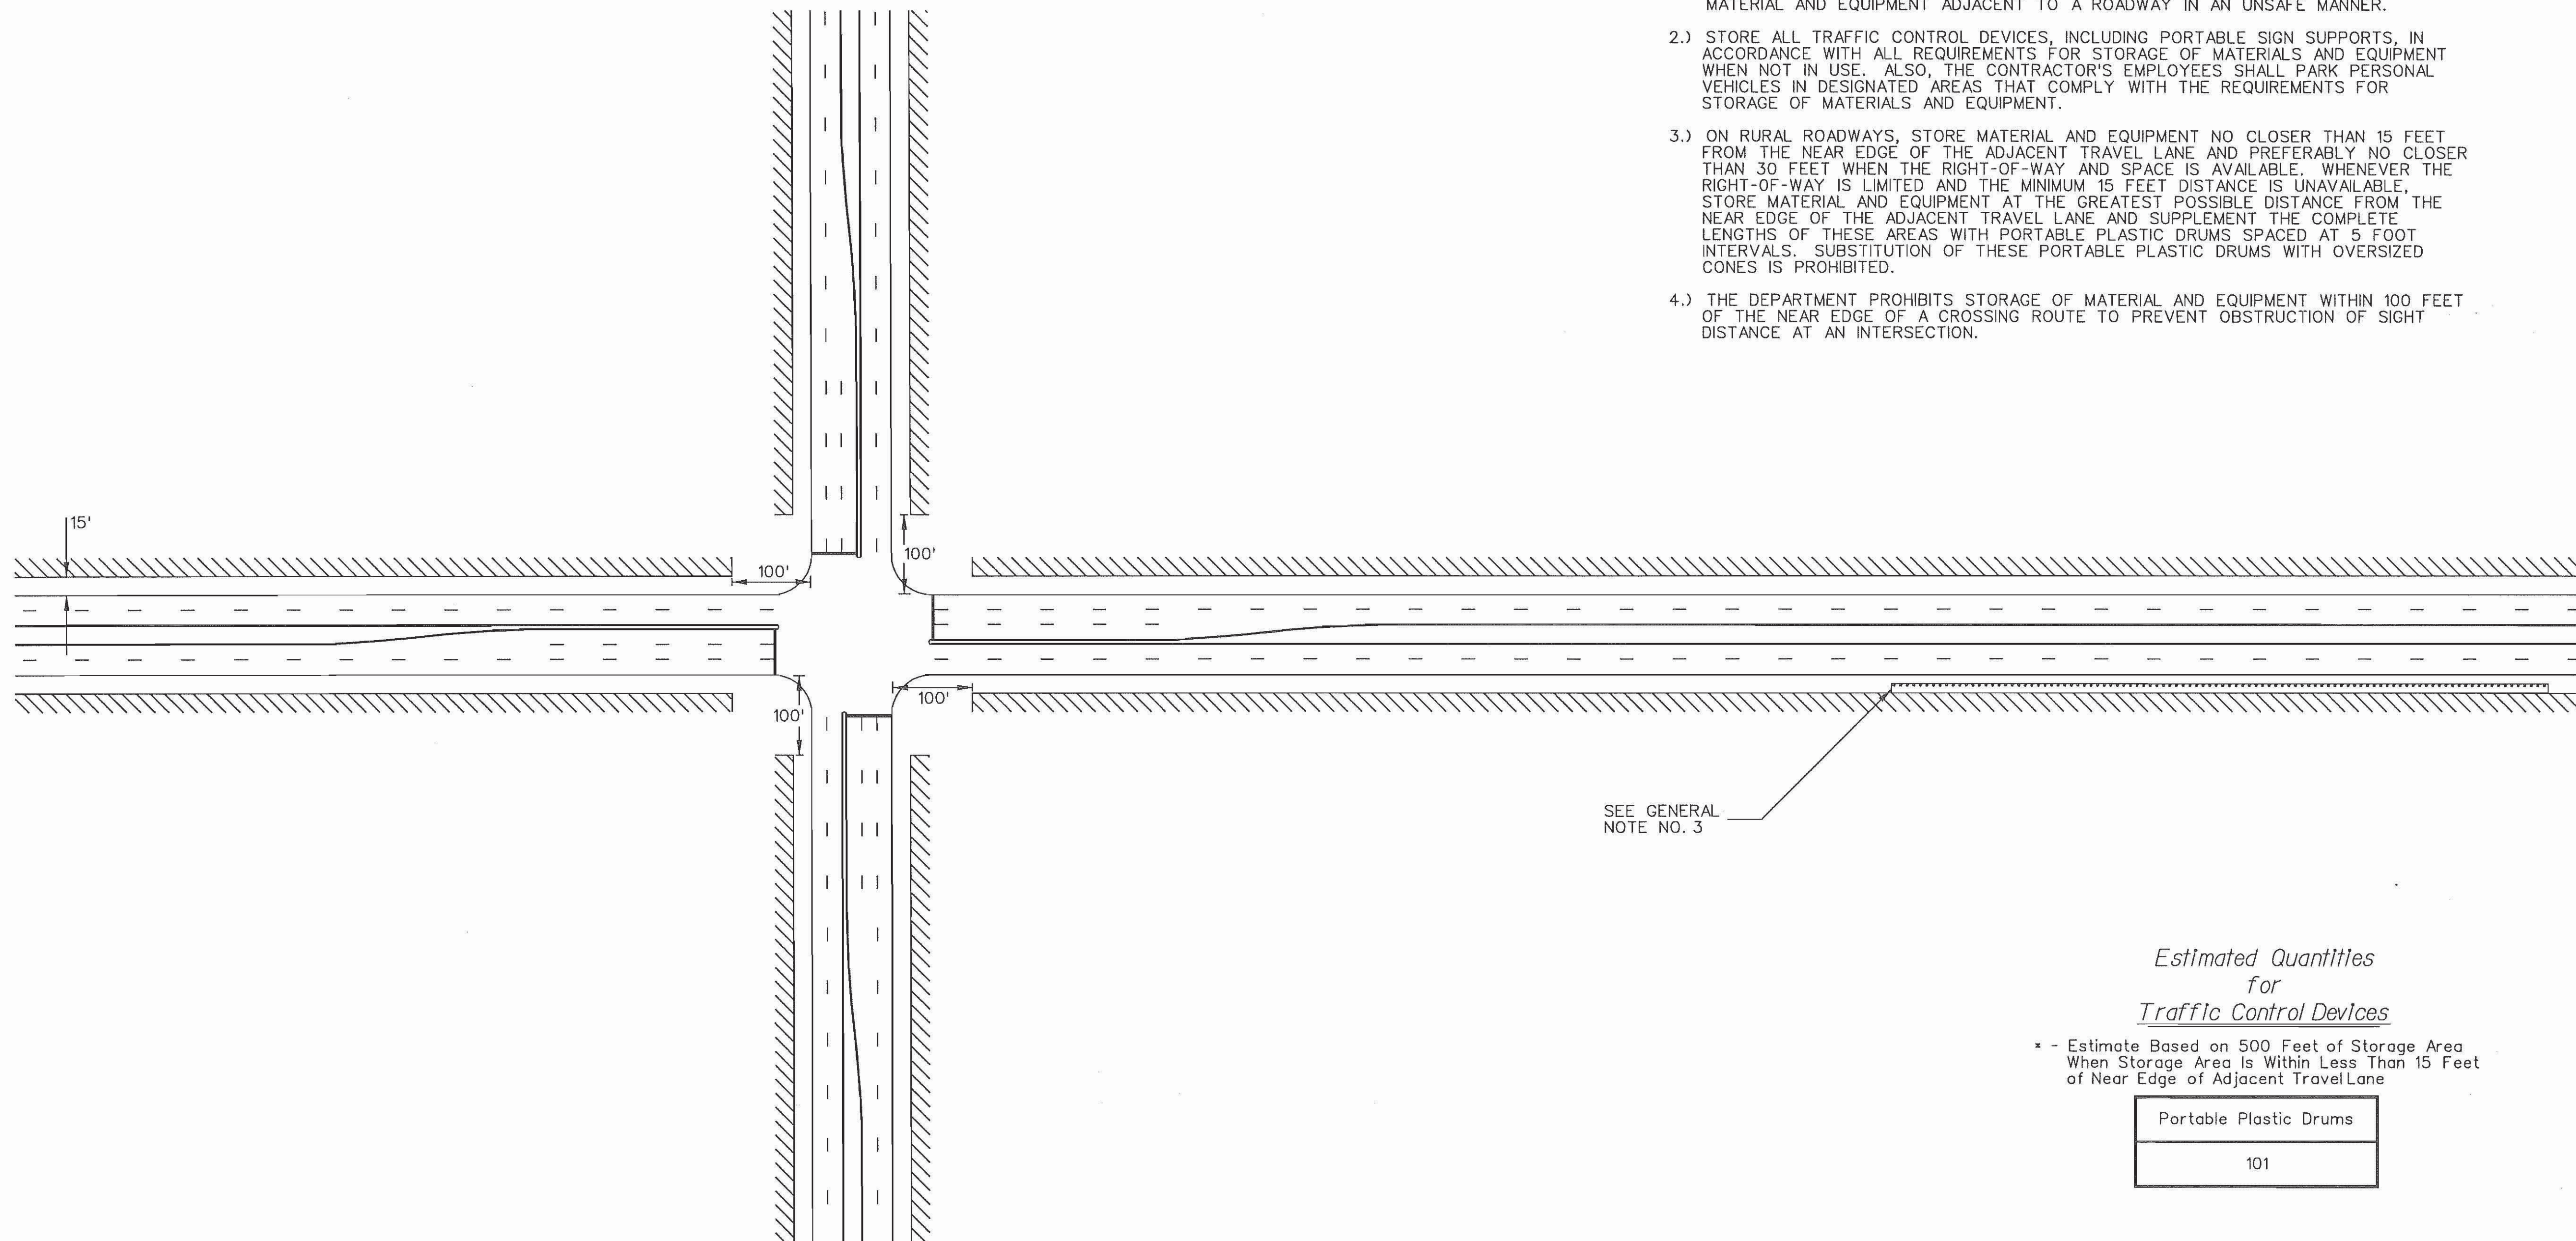 MATERIAL AND EQUIPMENT ADJACENT TO A ROADWAY IN AN UNSAFE MANNER.
2.) STORE ALL TRAFFIC CONTROL DEVICES, INCLUDING PORTABLE SIGN SUPPORTS, IN
ACCORDANCE WITH ALL REQUIREMENTS FOR STORAGE OF MATERIALS AND EQUIPMENT
WHEN NOT IN USE. ALSO, THE CONTRACTOR'S EMPLOYEES SHALL PARK PERSONAL
VEHICLES IN DESIGNATED AREAS THAT COMPLY WITH THE REQUIREMENTS FOR
STORAGE OF MATERIALS AND EQUIPMENT.
3.) ON RURAL ROADWAYS, STORE MATERIAL AND EQUIPMENT NO CLOSER THAN 15 FEET
FROM THE NEAR EDGE OF THE ADJACENT TRAVEL LANE AND PREFERABLY NO CLOSER
THAN 30 FEET WHEN THE RIGHT-OF-WAY AND SPACE IS AVAILABLE. WHENEVER THE
RIGHT-OF-WAY IS LIMITED AND THE MINIMUM 15 FEET DISTANCE IS UNAVAILABLE,
STORE MATERIAL AND EQUIPMENT AT THE GREATEST POSSIBLE DISTANCE FROM THE
NEAR EDGE OF THE ADJACENT TRAVEL LANE AND SUPPLEMENT THE COMPLETE
LENGTHS OF THESE AREAS WITH PORTABLE PLASTIC DRUMS SPACED AT 5 FOOT
INTERVALS. SUBSTITUTION OF THESE PORTABLE PLASTIC DRUMS WITH OVERSIZED
CONES IS PROHIBITED.
4.) THE DEPARTMENT PROHIBITS STORAGE OF MATERIAL AND EQUIPMENT WITHIN 100 FEET
OF THE NEAR EDGE OF A CROSSING ROUTE TO PREVENT OBSTRUCTION OF SIGHT
DISTANCE AT AN INTERSECTION.
15'
100'
100'
100'
100'
SEE GENERAL
NOTE NO. 3
Estimated Quantities
for
Traffic Control Devices
* - Estimate Based on 500 Feet of Storage Area
When Storage Area Is Within Less Than 15 Feet
of Near Edge of Adjacent Travel Lane
Portable Plastic Drums
101